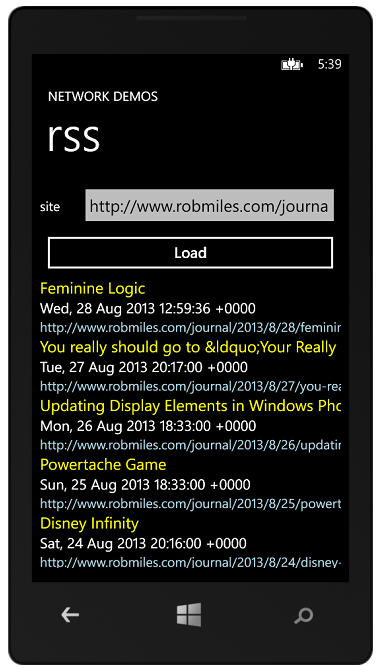 5:39
NETWORK DEMOS
rss
site http://www.robmiles.com/journa
Load
Feminine Logic
Wed, 28 Aug 2013 12:59:36 +0000
http://www.robmiles.com/journal/2013/8/28/feminin
You really should go to &ldquo;Your Really
Tue, 27 Aug 2013 20:17:00 +0000
http://www.robmiles.com/journal/2013/8/27/you-rea
Updating Display Elements in Windows Pho
Mon, 26 Aug 2013 18:33:00 +0000
http://www.robmiles.com/journal/2013/8/26/updatin
Powertache Game
Sun, 25 Aug 2013 18:33:00 +0000
http://www.robmiles.com/journal/2013/8/25/powert
Disney Infinity
Sat, 24 Aug 2013 20:16:00 +0000
http://www.robmiles.com/journal/2013/8/24/disney-